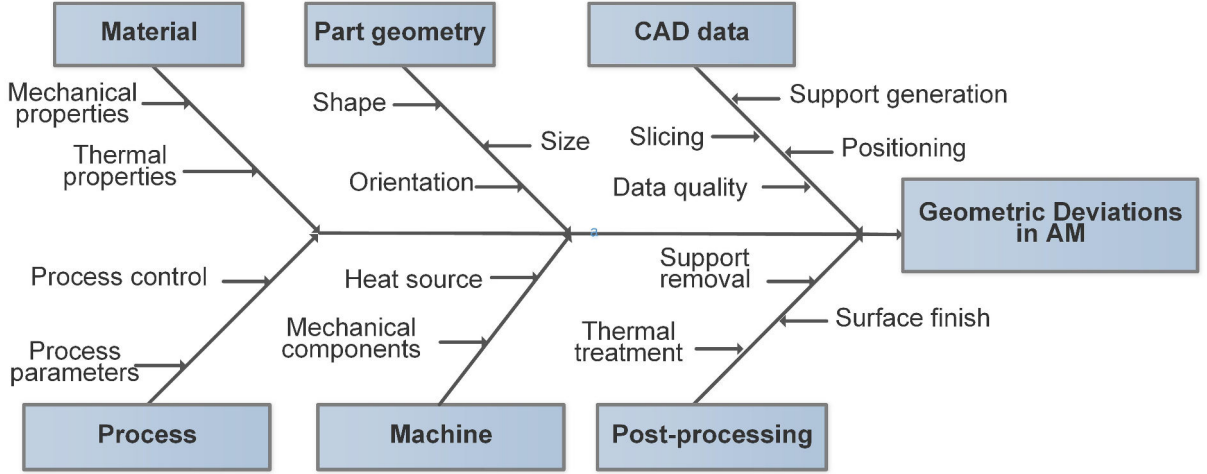 Material
Part geometry
CAD data
Mechanical
properties
Thermal
properties
Shape
Size
Orientation
Support generation
Slicing
Positioning
Data quality
Geometric Deviations
in AM
a
Process control
Process
parameters
Heat source
Mechanical
components
Support
removal
Surface finish
Thermal
treatment
Process
Machine
Post-processing